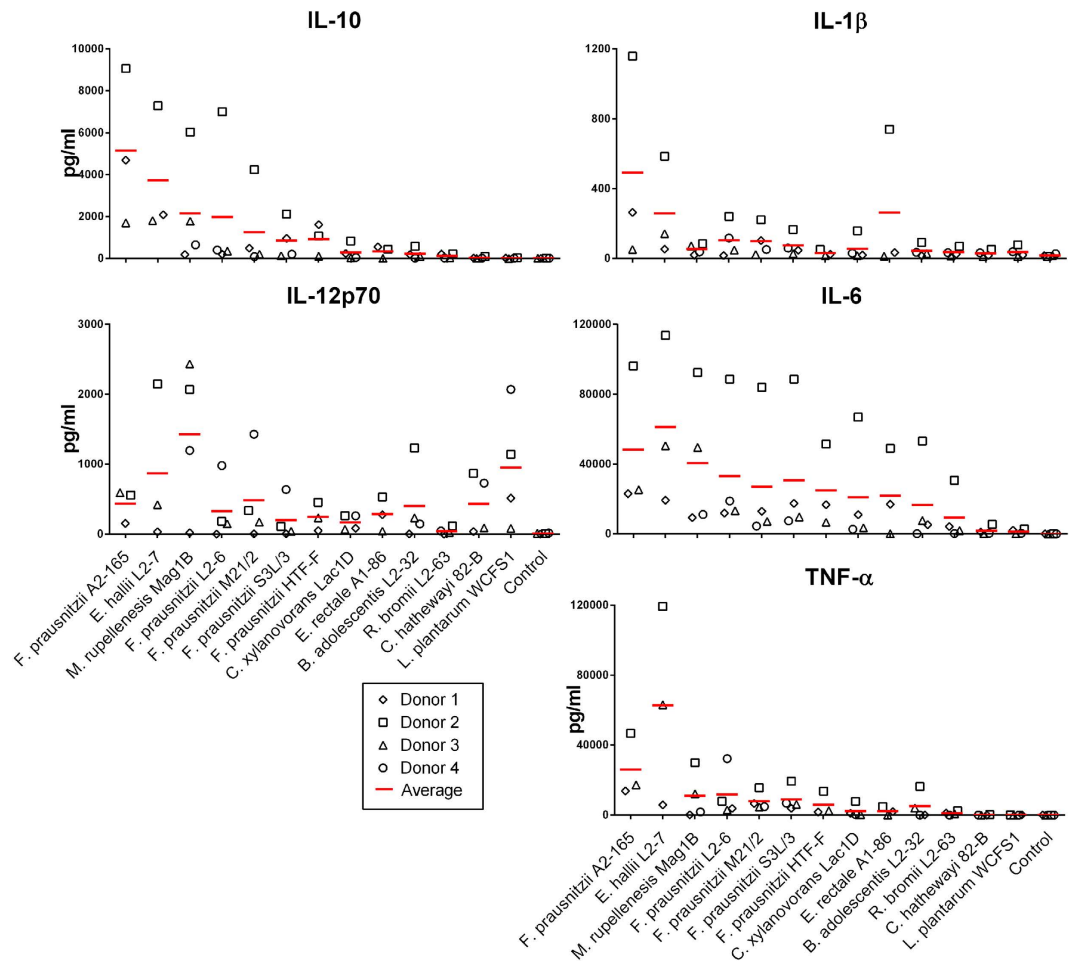 IL-10
10000
8000
6000
4000
2000
0
pg/ml
IL-1β
1200
800
400
0
IL-12p70
3000
2000
1000
0
pg/ml
F. prausnitzii A2-165
E. hallii L2-7
M. rupellenesis Mag1B
F. prausnitzii L2-6
F. prausnitzii M21/2
F. prausnitzii S3L/3
F. prausnitzii HTF-F
C. xylanovorans Lac1D
E. rectale A1-86
B. adolescentis L2-32
R. bromii L2-63
C. hathewayi 82-B
L. plantarum WCFS1
Control
IL-6
120000
80000
40000
0
Donor 1
Donor 2
Donor 3
Donor 4
Average
TNF-α
120000
80000
40000
0
pg/ml
F. prausnitzii A2-165
E. hallii L2-7
M. rupellenesis Mag1B
F. prausnitzii L2-6
F. prausnitzii M21/2
F. prausnitzii S3L/3
F. prausnitzii HTF-F
C. xylanovorans Lac1D
E. rectale A1-86
B. adolescentis L2-32
R. bromii L2-63
C. hathewayi 82-B
L. plantarum WCFS1
Control